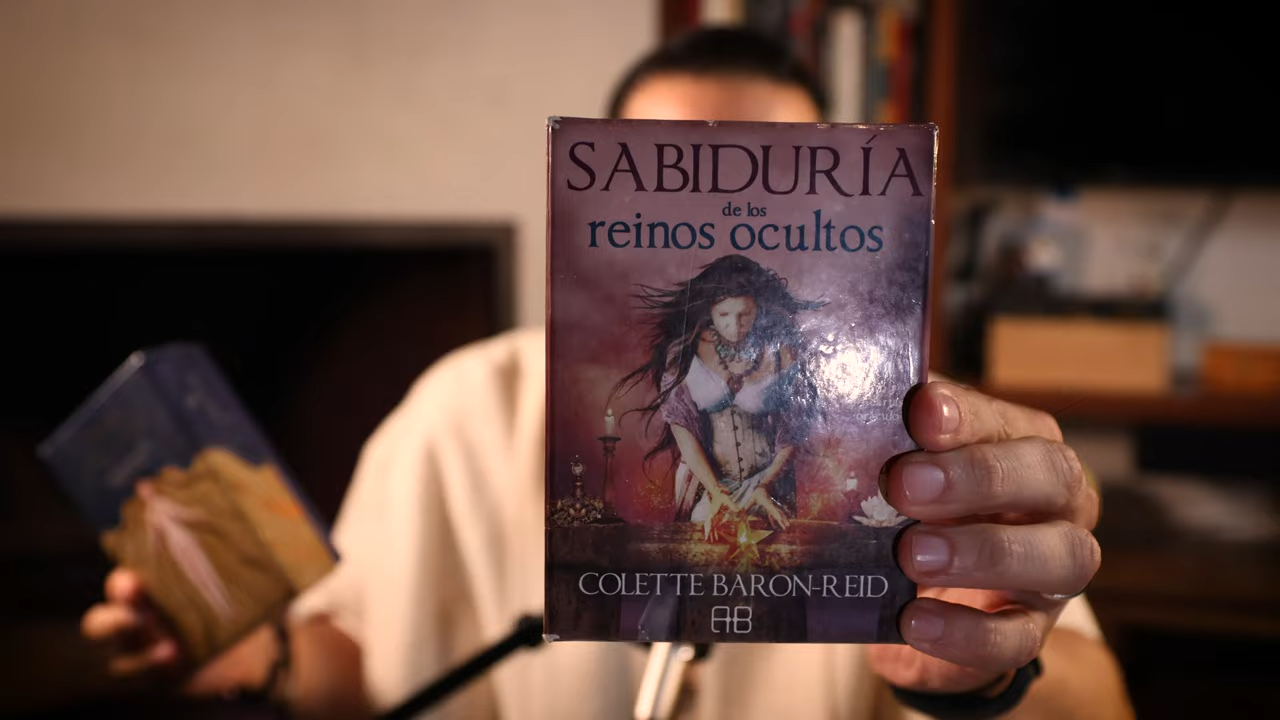 SABIDURÍA
de los
reinos ocultos
COLETTE BARON-REID
AB